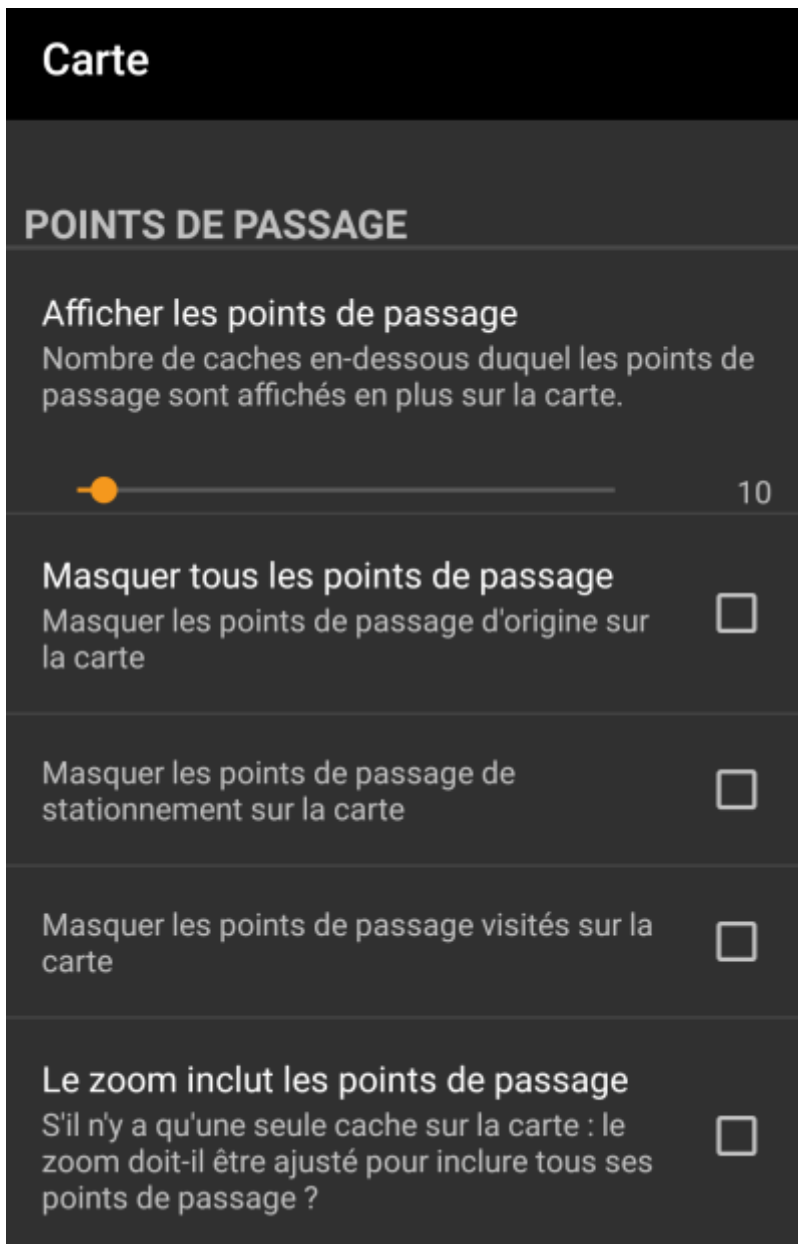 Carte
POINTS DE PASSAGE
Afficher les points de passage
Nombre de caches en-dessous duquel les points de
passage sont affichés en plus sur la carte.
10
Masquer tous les points de passage
Masquer les points de passage d'origine sur
la carte
Masquer les points de passage de
stationnement sur la carte
Masquer les points de passage visités sur la
carte
Le zoom inclut les points de passage
S'il n'y a qu'une seule cache sur la carte : le
zoom doit-il être ajusté pour inclure tous ses
points de passage ?